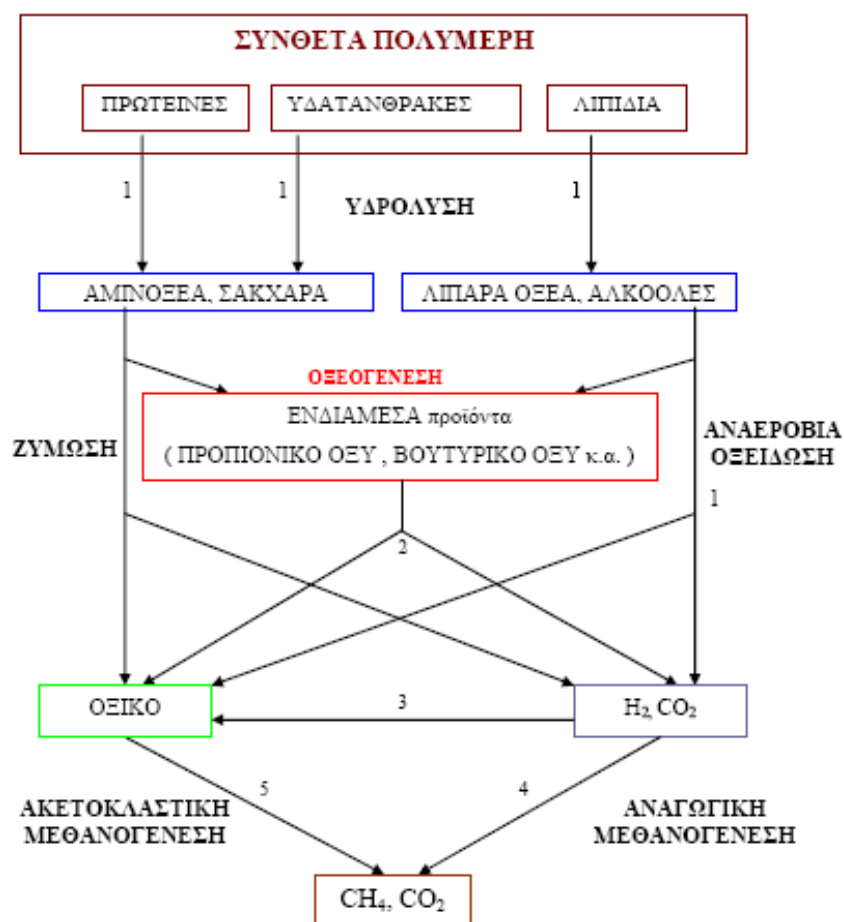 ΣΥΝΘΕΤΑ ΠΟΛΥΜΕΡΗ
ΠΡΩΤΕΙΝΕΣ
ΥΔΑΤΑΝΘΡΑΚΕΣ
ΛΙΠΙΔΙΑ
1
1
1
ΥΔΡΟΛΥΣΗ
ΑΜΙΝΟΞΕΑ, ΣΑΚΧΑΡΑ
ΛΙΠΑΡΑ ΟΞΕΑ, ΑΛΚΟΟΛΕΣ
ΟΞΕΟΓΕΝΕΣΗ
ΕΝΔΙΑΜΕΣΑ προϊόντα
( ΠΡΟΠΙΟΝΙΚΟ ΟΞΥ , ΒΟΥΤΥΡΙΚΟ ΟΞΥ κ.α. )
ΖΥΜΩΣΗ
ΑΝΑΕΡΟΒΙΑ
ΟΞΕΙΔΩΣΗ
1
2
ΟΞΙΚΟ
3
H₂, CO₂
5
4
ΑΚΕΤΟΚΛΑΣΤΙΚΗ
ΜΕΘΑΝΟΓΕΝΕΣΗ
ΑΝΑΓΩΓΙΚΗ
ΜΕΘΑΝΟΓΕΝΕΣΗ
CH₄, CO₂